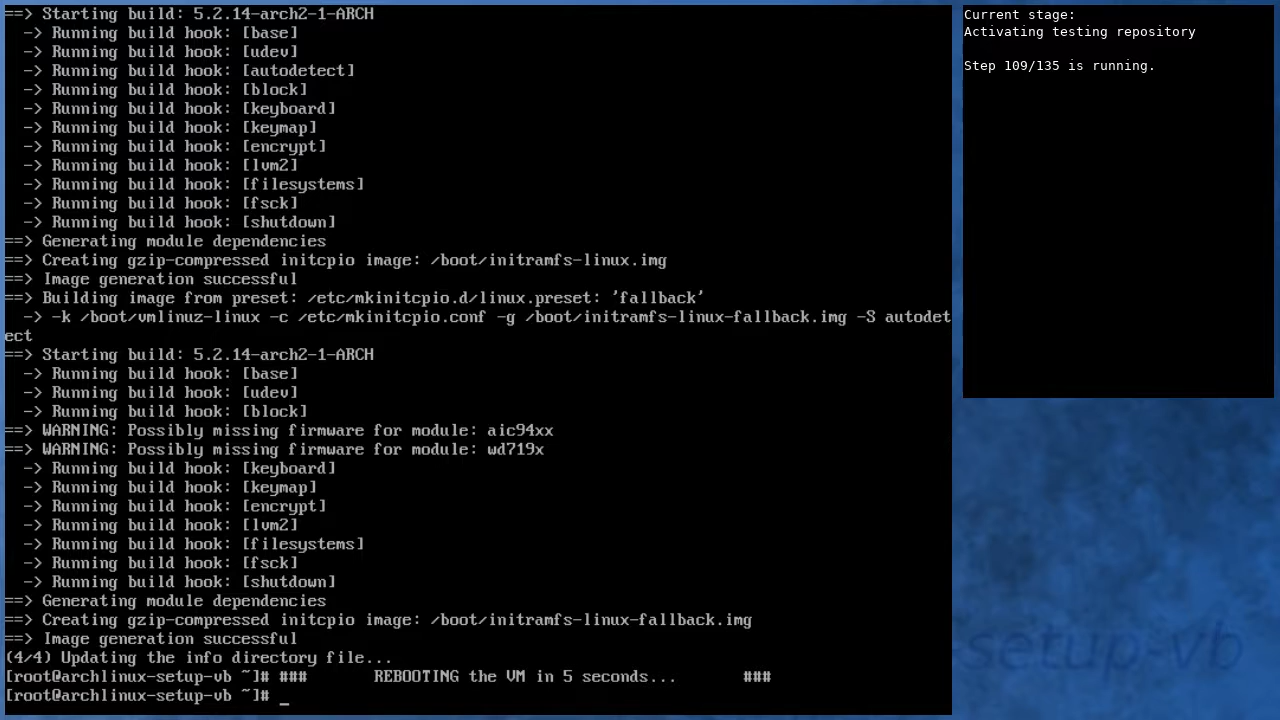 ==> Starting build: 5.2.14-arch2-1-ARCH
  -> Running build hook: [base]
  -> Running build hook: [udev]
  -> Running build hook: [autodetect]
  -> Running build hook: [block]
  -> Running build hook: [keyboard]
  -> Running build hook: [keymap]
  -> Running build hook: [encrypt]
  -> Running build hook: [lvm2]
  -> Running build hook: [filesystems]
  -> Running build hook: [fsck]
  -> Running build hook: [shutdown]
==> Generating module dependencies
==> Creating gzip-compressed initcpio image: /boot/initramfs-linux.img
==> Image generation successful
==> Building image from preset: /etc/mkinitcpio.d/linux.preset: 'fallback'
  -> -k /boot/vmlinuz-linux -c /etc/mkinitcpio.conf -g /boot/initramfs-linux-fallback.img -S autodet
ect
==> Starting build: 5.2.14-arch2-1-ARCH
  -> Running build hook: [base]
  -> Running build hook: [udev]
  -> Running build hook: [block]
==> WARNING: Possibly missing firmware for module: aic94xx
==> WARNING: Possibly missing firmware for module: wd719x
  -> Running build hook: [keyboard]
  -> Running build hook: [keymap]
  -> Running build hook: [encrypt]
  -> Running build hook: [lvm2]
  -> Running build hook: [filesystems]
  -> Running build hook: [fsck]
  -> Running build hook: [shutdown]
==> Generating module dependencies
==> Creating gzip-compressed initcpio image: /boot/initramfs-linux-fallback.img
==> Image generation successful
(4/4) Updating the info directory file...
[root@archlinux-setup-vb ~]# ###       REBOOTING the VM in 5 seconds...       ###
[root@archlinux-setup-vb ~]# _
Current stage:
Activating testing repository
Step 109/135 is running.
-setup-vb